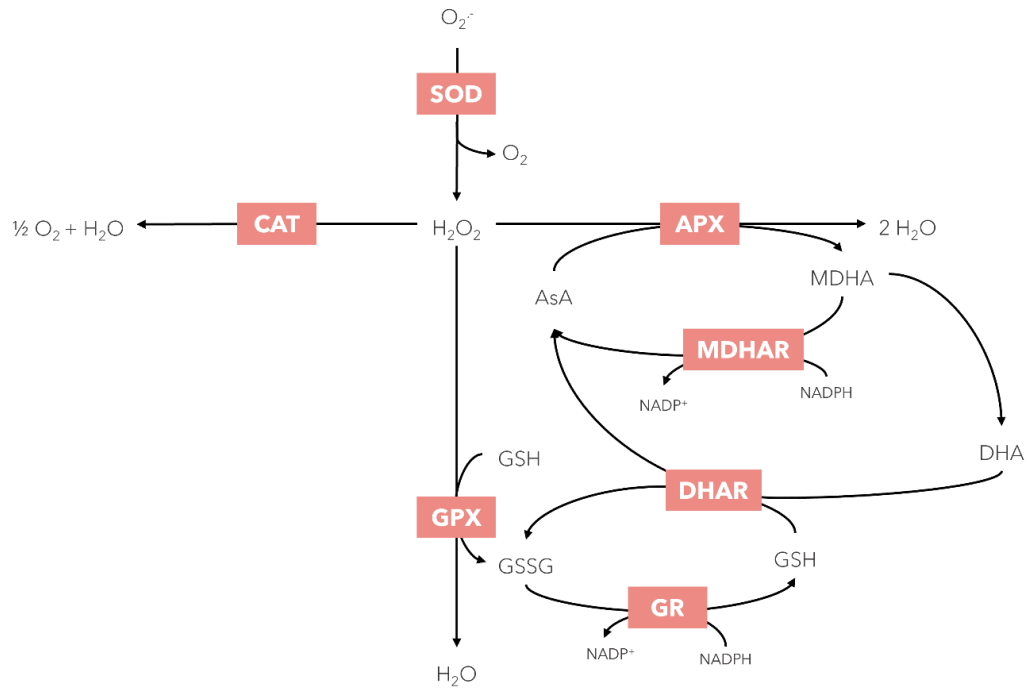 O₂·⁻
SOD
O₂
½ O₂ + H₂O
CAT
H₂O₂
APX
2 H₂O
MDHA
AsA
MDHAR
NADP⁺
NADPH
GSH
DHA
DHAR
GPX
GSSG
GSH
GR
NADP⁺
NADPH
H₂O